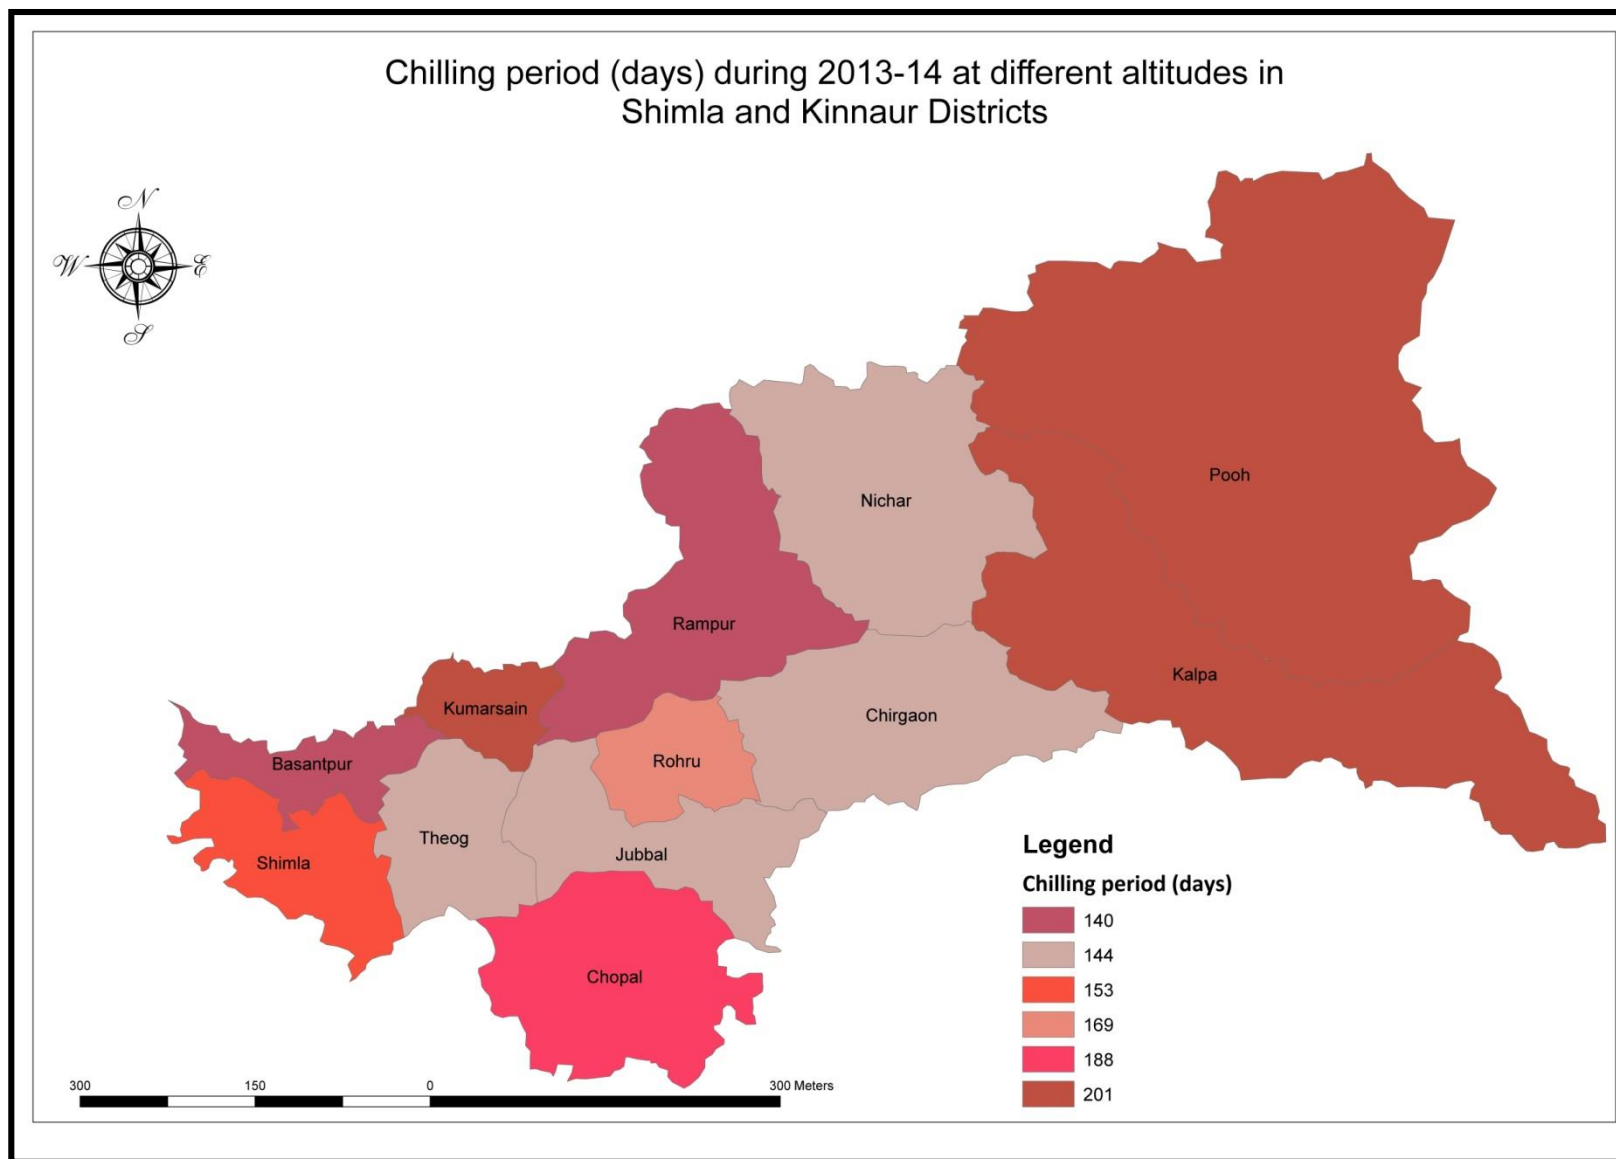 Chilling period (days) during 2013-14 at different altitudes in
Shimla and Kinnaur Districts
N
W E
S
Pooh
Nichar
Rampur
Kalpa
Kumarsain
Chirgaon
Basantpur
Rohru
Theog
Jubbal
Shimla
Chopal
Legend
Chilling period (days)
140
144
153
169
188
201
300 150 0 300 Meters